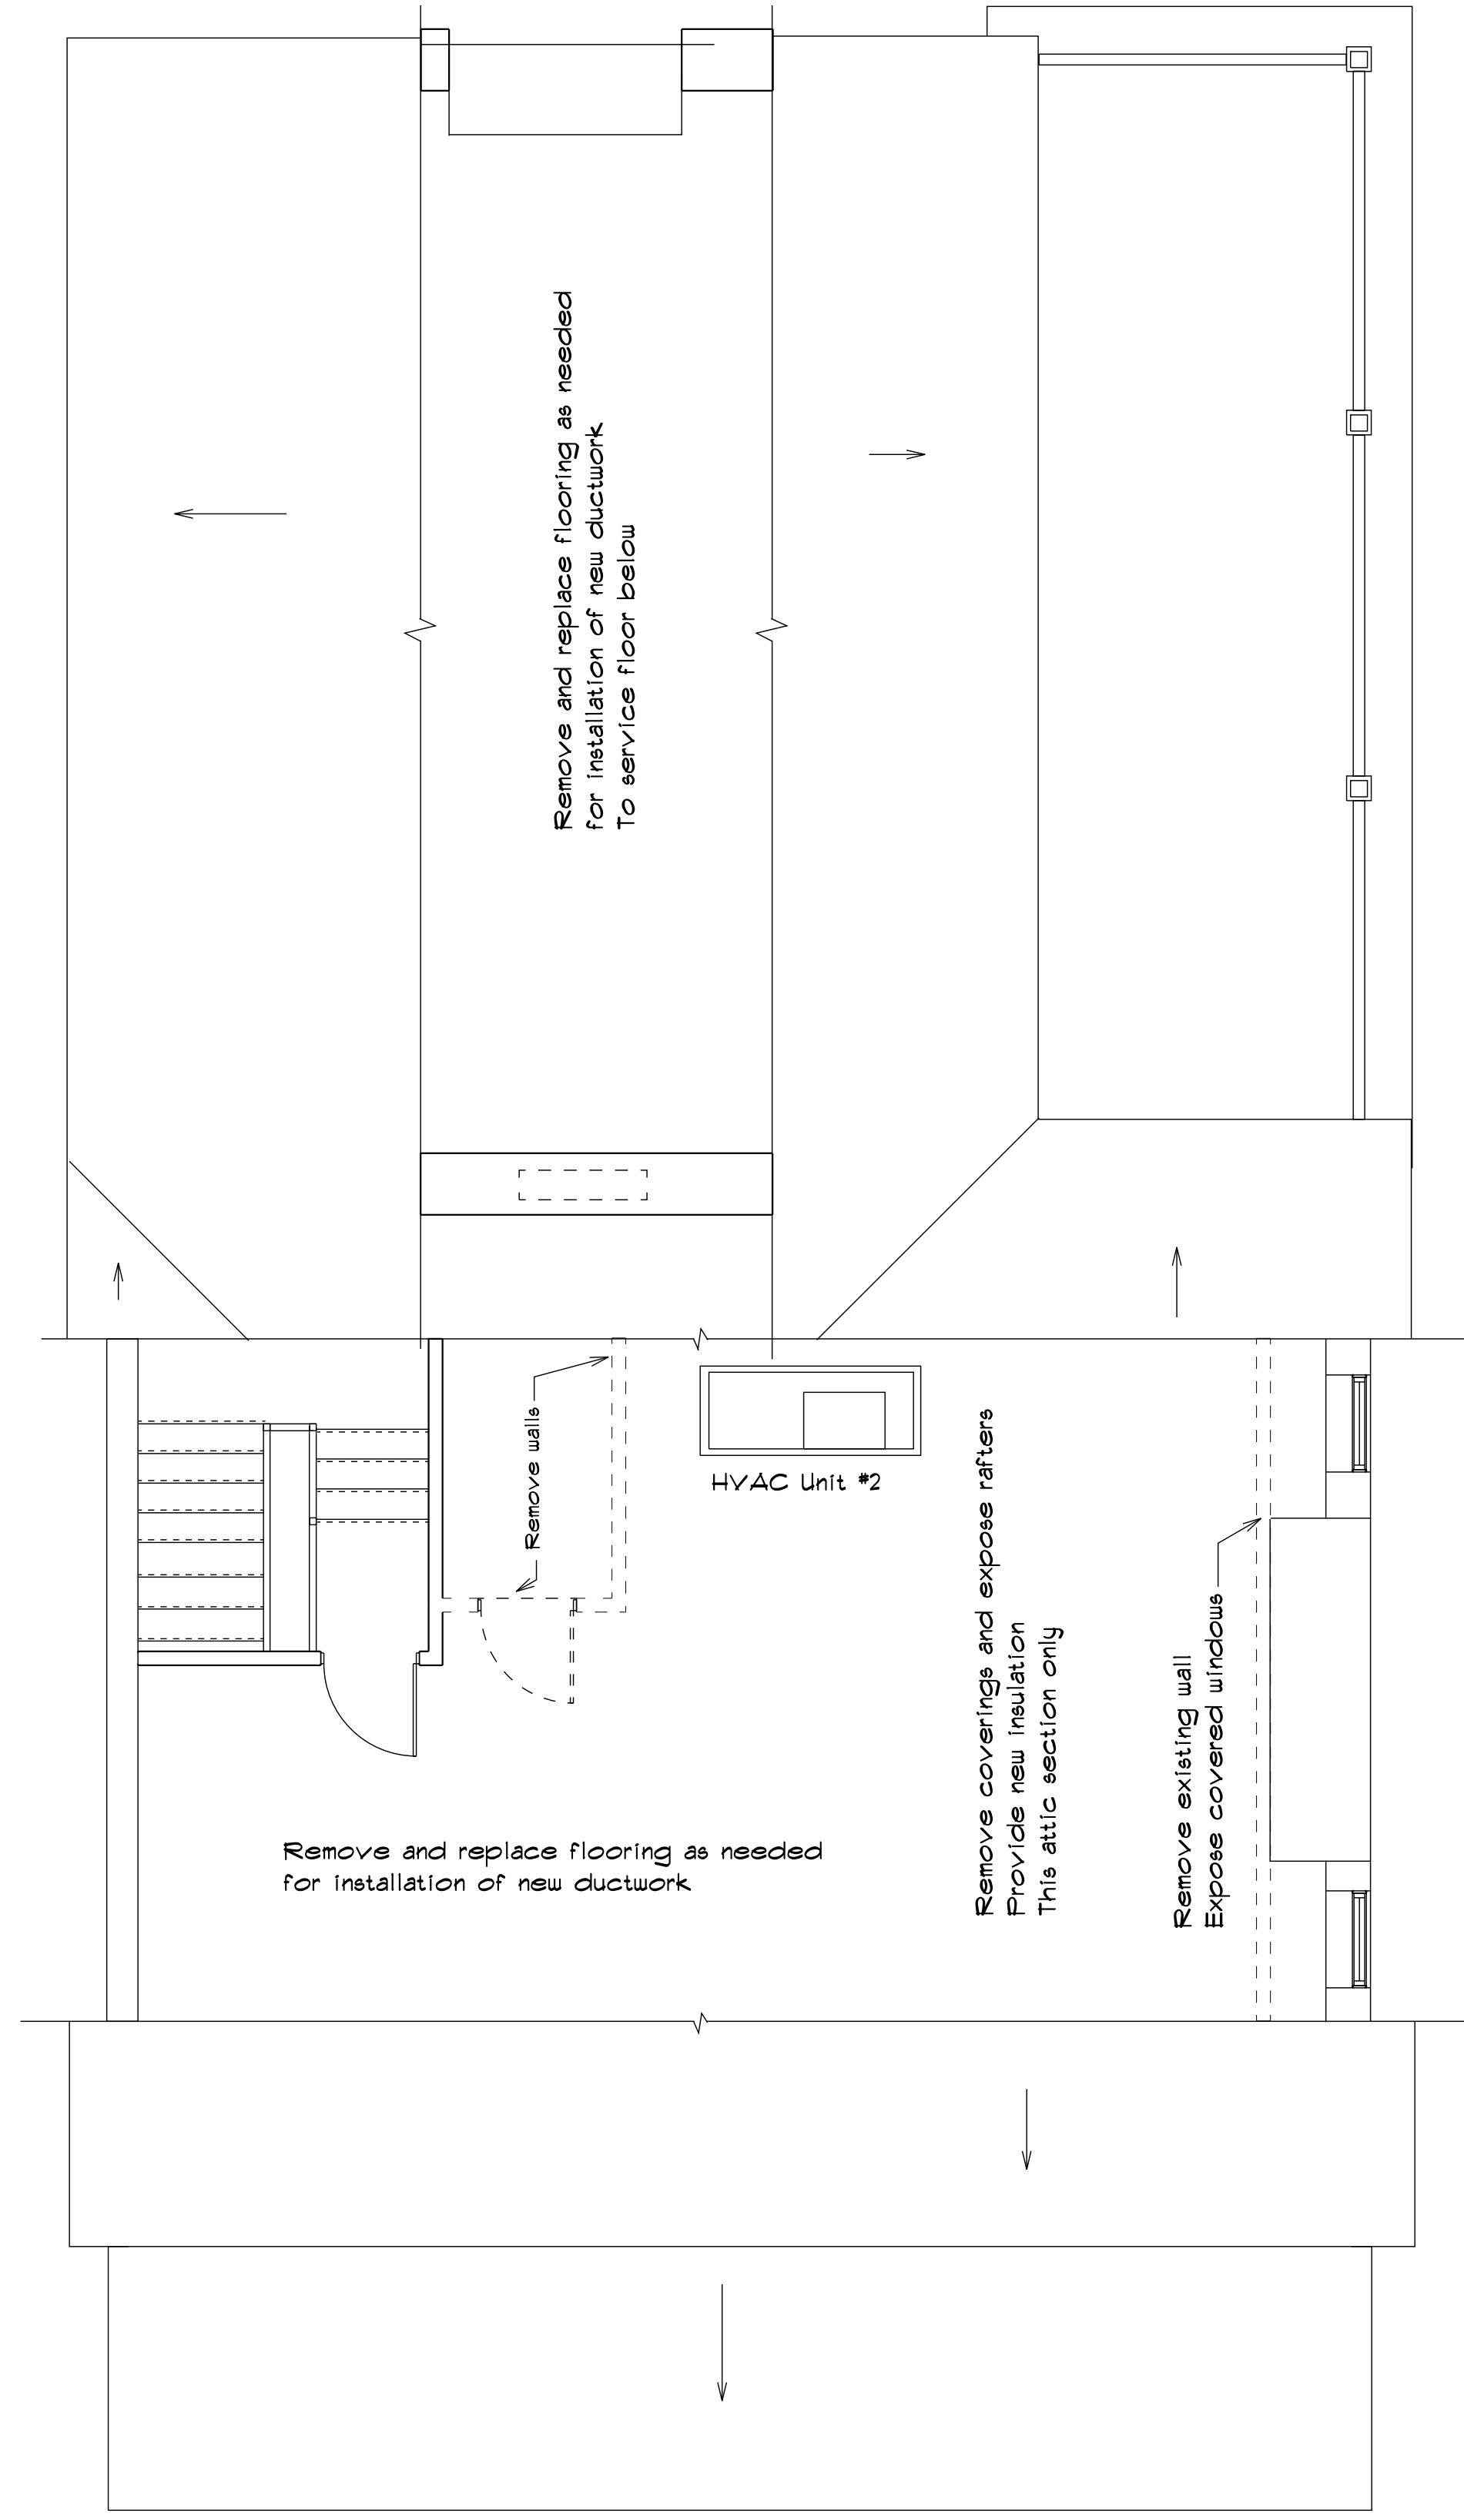 Remove and replace flooring as needed
for installation of new ductwork
To service floor below
Remove walls
HVAC Unit #2
Remove coverings and expose rafters
Provide new insulation
This attic section only
Remove existing wall
Expose covered windows
Remove and replace flooring as needed
for installation of new ductwork